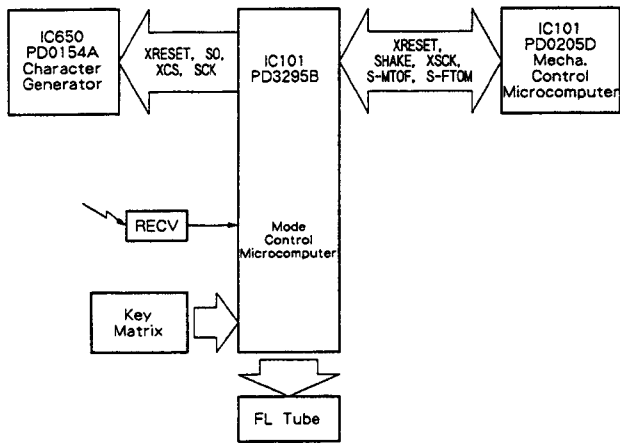 IC650
PD0154A
Character
Generator
XRESET, SO,
XCS, SCK
IC101
PD3295B
XRESET,
SHAKE, XSCK,
S-MTOF, S-FTOM
IC101
PD0205D
Mecha.
Control
Microcomputer
RECV
Mode
Control
Microcomputer
Key
Matrix
FL Tube